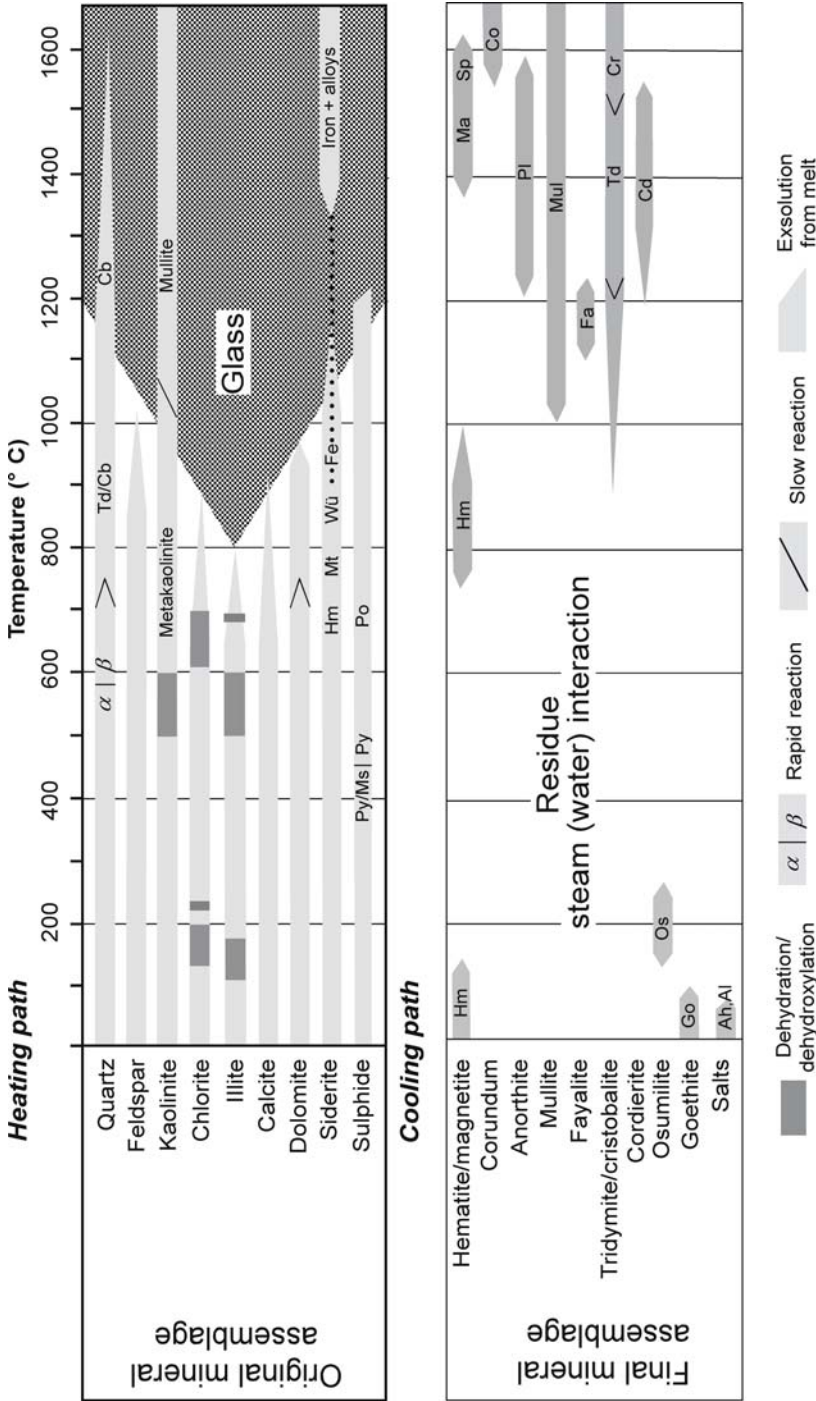 Heating path
Temperature (° C)
200
400
600
800
1000
1200
1400
1600
Original mineral
assemblage
Quartz
α | β
>
Td/Cb
Cb
Feldspar
Kaolinite
Metakaolinite
Mullite
Chlorite
Illite
Glass
Calcite
Dolomite
>
Siderite
Hm
Mt
Wü
Fe
Iron + alloys
Sulphide
Py/Ms | Py
Po
Cooling path
Final mineral
assemblage
Hematite/magnetite
Hm
Hm
Ma
Sp
Corundum
Co
Anorthite
Pl
Mullite
Mul
Fayalite
Fa
Tridymite/cristobalite
<
Td
<
Cr
Cordierite
Cd
Osumilite
Os
Goethite
Go
Salts
Ah,Al
Residue
steam (water) interaction
Dehydration/
dehydroxylation
α | β
Rapid reaction
Slow reaction
Exsolution
from melt